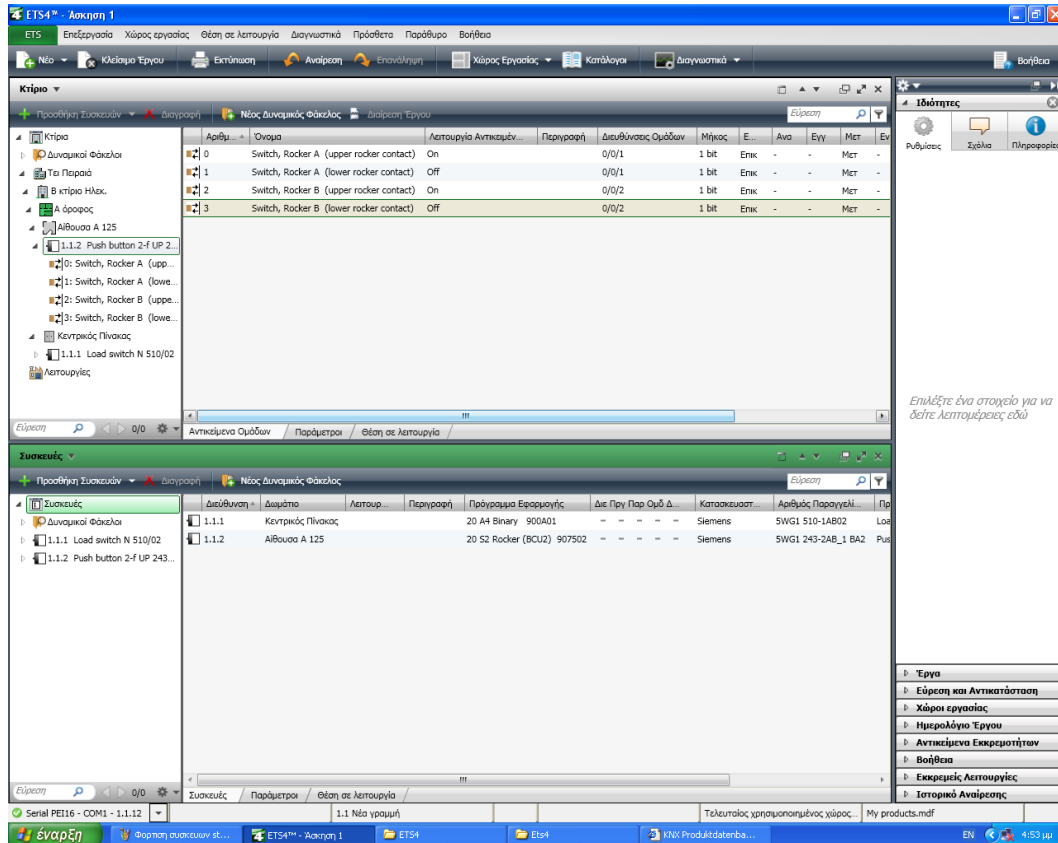 ETS4™ - Άσκηση 1
ETS Επεξεργασία Χώρος εργασίας Θέση σε λειτουργία Διαγνωστικά Πρόσθετα Παράθυρο Βοήθεια
Νέο Κλείσιμο Έργου Εκτύπωση Αναίρεση Επανάληψη Χώρος Εργασίας Κατάλογοι Διαγνωστικά Βοήθεια
Κτίριο
Προσθήκη Συσκευών Διαγραφή Νέος Δυναμικός Φάκελος Διαίρεση Έργου Εύρεση
Κτίρια
Δυναμικοί Φάκελοι
Τει Πειραιά
Β κτίριο Ηλεκ.
Α όροφος
Αίθουσα Α 125
1.1.2 Push button 2-f UP 2...
0: Switch, Rocker A (upp...
1: Switch, Rocker A (lowe...
2: Switch, Rocker B (uppe...
3: Switch, Rocker B (lowe...
Κεντρικός Πίνακας
1.1.1 Load switch N 510/02
Λειτουργίες
Εύρεση 0/0
Αριθμ... Όνομα Λειτουργία Αντικειμέν... Περιγραφή Διευθύνσεις Ομάδων Μήκος Ε... Ανα Εγγ Μετ Εν
0 Switch, Rocker A (upper rocker contact) On 0/0/1 1 bit Επικ - - Μετ -
1 Switch, Rocker A (lower rocker contact) Off 0/0/1 1 bit Επικ - - Μετ -
2 Switch, Rocker B (upper rocker contact) On 0/0/2 1 bit Επικ - - Μετ -
3 Switch, Rocker B (lower rocker contact) Off 0/0/2 1 bit Επικ - - Μετ -
Αντικείμενα Ομάδων Παράμετροι Θέση σε λειτουργία
Ιδιότητες
Ρυθμίσεις Σχόλια Πληροφορίες
Επιλέξτε ένα στοιχείο για να
δείτε λεπτομέρειες εδώ
Συσκευές
Προσθήκη Συσκευών Διαγραφή Νέος Δυναμικός Φάκελος Εύρεση
Συσκευές
Δυναμικοί Φάκελοι
1.1.1 Load switch N 510/02
1.1.2 Push button 2-f UP 243...
Εύρεση 0/0
Διεύθυνση Δωμάτιο Λειτουρ... Περιγραφή Πρόγραμμα Εφαρμογής Διε Πργ Παρ Ομδ Δ... Κατασκευαστ... Αριθμός Παραγγελί... Πρ
1.1.1 Κεντρικός Πίνακας 20 A4 Binary 900A01 - - - - - Siemens 5WG1 510-1AB02 Loa
1.1.2 Αίθουσα Α 125 20 S2 Rocker (BCU2) 907502 - - - - - Siemens 5WG1 243-2AB_1 BA2 Pus
Συσκευές Παράμετροι Θέση σε λειτουργία
Έργα
Εύρεση και Αντικατάσταση
Χώροι εργασίας
Ημερολόγιο Έργου
Αντικείμενα Εκκρεμοτήτων
Βοήθεια
Εκκρεμείς Λειτουργίες
Ιστορικό Αναίρεσης
Serial PEI16 - COM1 - 1.1.12 1.1 Νέα γραμμή Τελευταίος χρησιμοποιημένος χώρος... My products.mdf
έναρξη Φορτιση συσκευων st... ETS4™ - Άσκηση 1 ETS4 Ets4 KNX Produktdatenba... EN 4:53 μμ